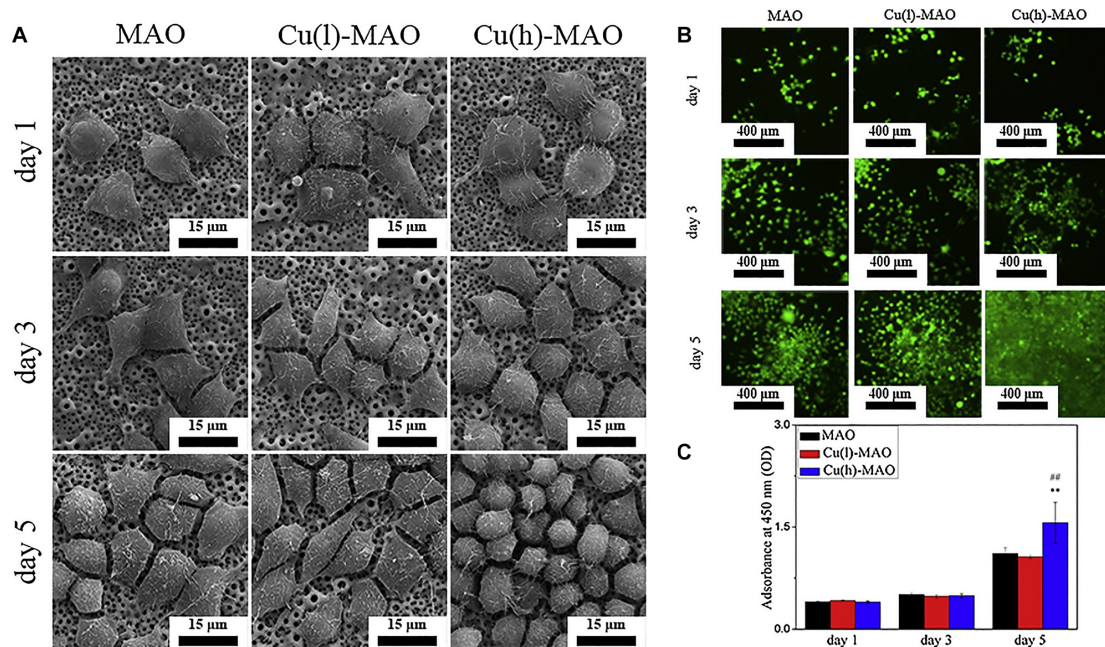 A
MAO
Cu(l)-MAO
Cu(h)-MAO
day 1
15 μm
15 μm
15 μm
day 3
15 μm
15 μm
15 μm
day 5
15 μm
15 μm
15 μm
B
MAO
Cu(l)-MAO
Cu(h)-MAO
day 1
400 μm
400 μm
400 μm
day 3
400 μm
400 μm
400 μm
day 5
400 μm
400 μm
400 μm
C
Adsorbance at 450 nm (OD)
3.0
1.5
0.0
MAO
Cu(l)-MAO
Cu(h)-MAO
##
**
day 1
day 3
day 5